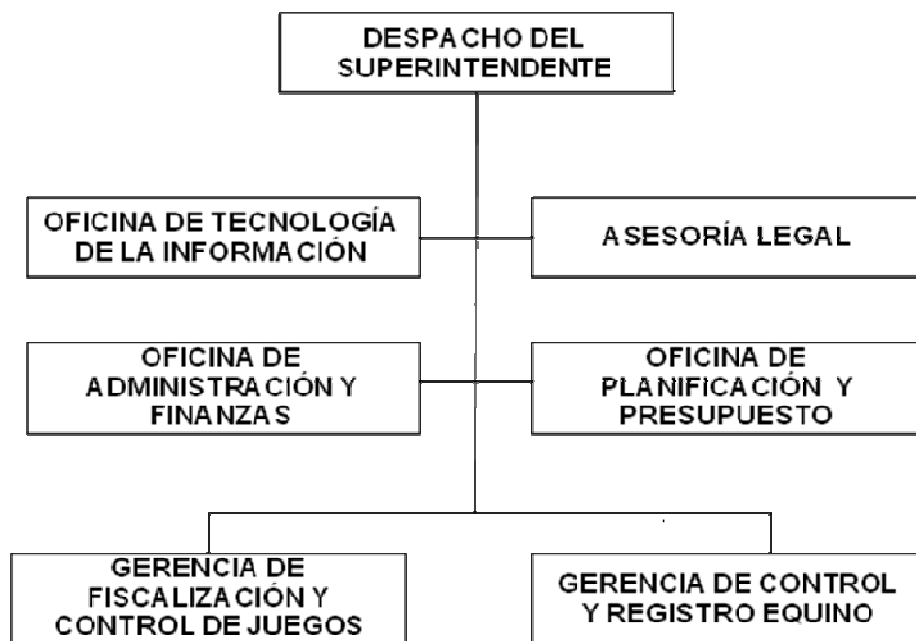 DESPACHO DEL
SUPERINTENDENTE
OFICINA DE TECNOLOGÍA
DE LA INFORMACIÓN
ASESORÍA LEGAL
OFICINA DE
ADMINISTRACIÓN Y
FINANZAS
OFICINA DE
PLANIFICACIÓN Y
PRESUPUESTO
GERENCIA DE
FISCALIZACIÓN Y
CONTROL DE JUEGOS
GERENCIA DE CONTROL
Y REGISTRO EQUINO